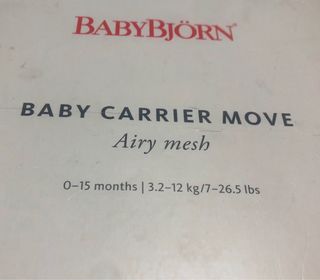 BABYBJÖRN®
BABY CARRIER MOVE
Airy mesh
0–15 months | 3.2–12 kg/7–26.5 lbs